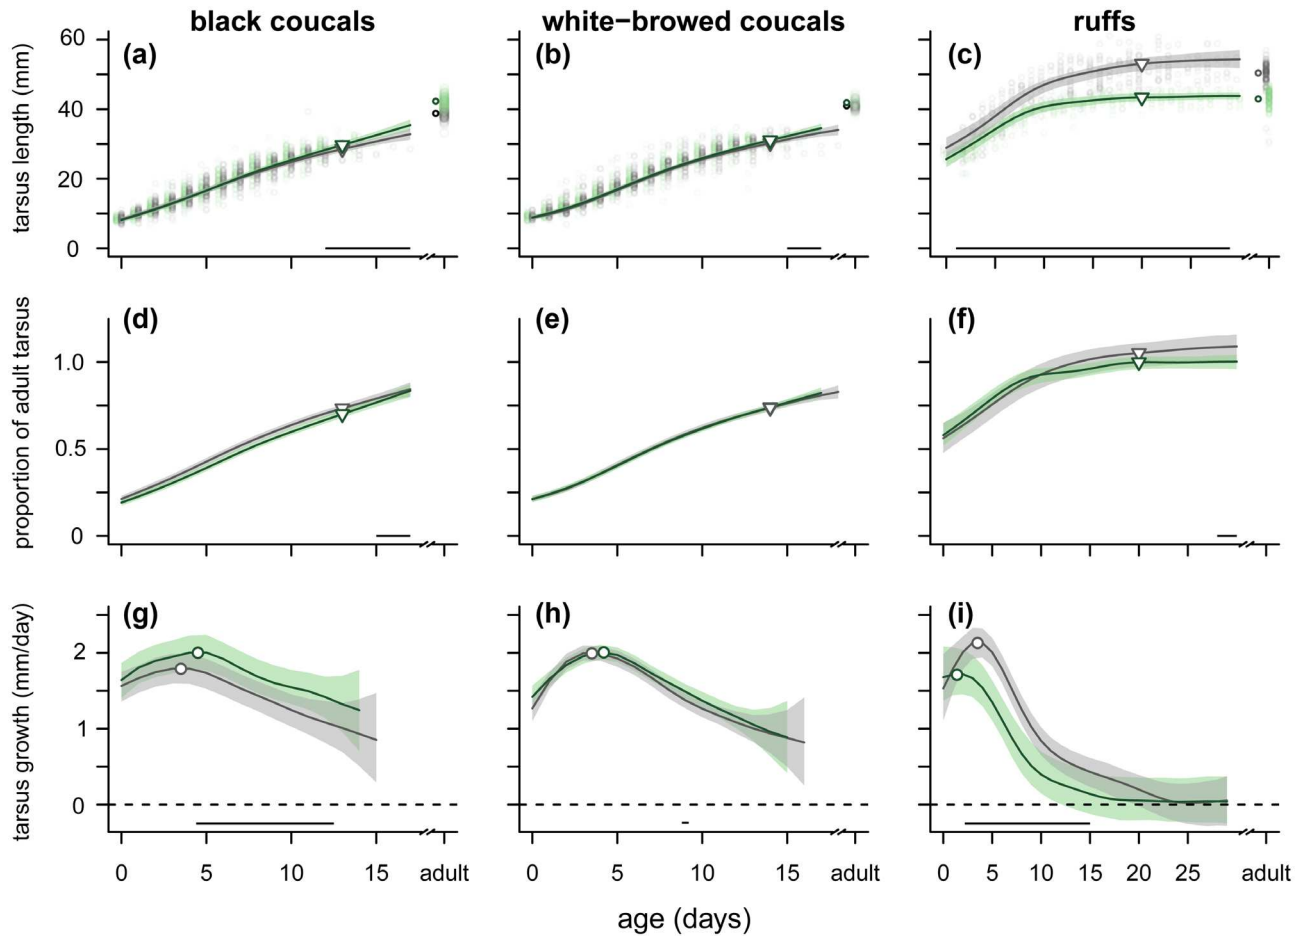 black coucals white−browed coucals ruffs
tarsus length (mm)
(a) (b) (c)
60
40
20
0
proportion of adult tarsus
(d) (e) (f)
1.0
0.5
0
tarsus growth (mm/day)
(g) (h) (i)
2
1
0
0 5 10 15 adult 0 5 10 adult 0 5 10 15 20 25 adult
age (days)